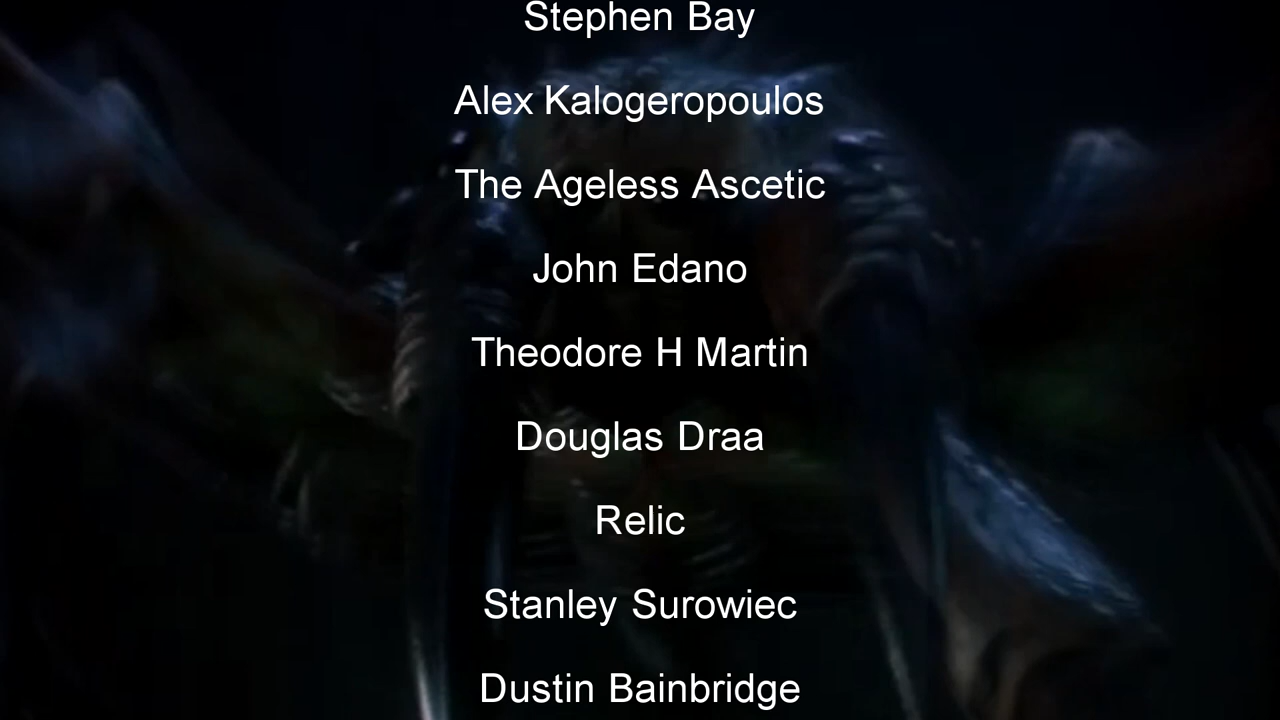 Stephen Bay
Alex Kalogeropoulos
The Ageless Ascetic
John Edano
Theodore H Martin
Douglas Draa
Relic
Stanley Surowiec
Dustin Bainbridge